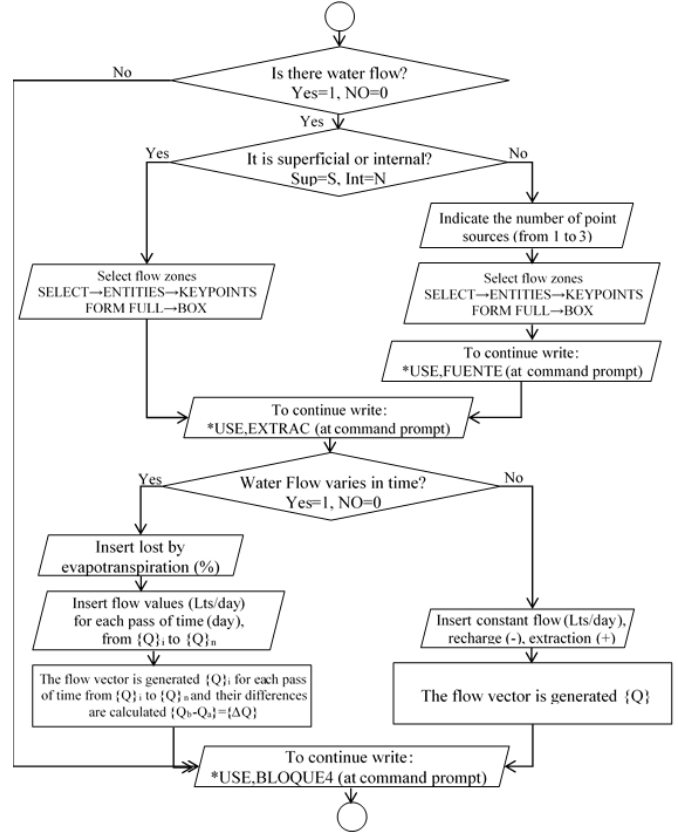 Is there water flow?
Yes=1, NO=0
No
Yes
It is superficial or internal?
Sup=S, Int=N
Yes
No
Indicate the number of point
sources (from 1 to 3)
Select flow zones
SELECT→ENTITIES→KEYPOINTS
FORM FULL→BOX
Select flow zones
SELECT→ENTITIES→KEYPOINTS
FORM FULL→BOX
To continue write:
*USE,FUENTE (at command prompt)
To continue write:
*USE,EXTRAC (at command prompt)
Water Flow varies in time?
Yes=1, NO=0
Yes
No
Insert lost by
evapotranspiration (%)
Insert flow values (Lts/day)
for each pass of time (day),
from {Q}i to {Q}n
The flow vector is generated {Q}i for each pass
of time from {Q}i to {Q}n and their differences
are calculated {Qb-Qa}={ΔQ}
Insert constant flow (Lts/day),
recharge (-), extraction (+)
The flow vector is generated {Q}
To continue write:
*USE,BLOQUE4 (at command prompt)